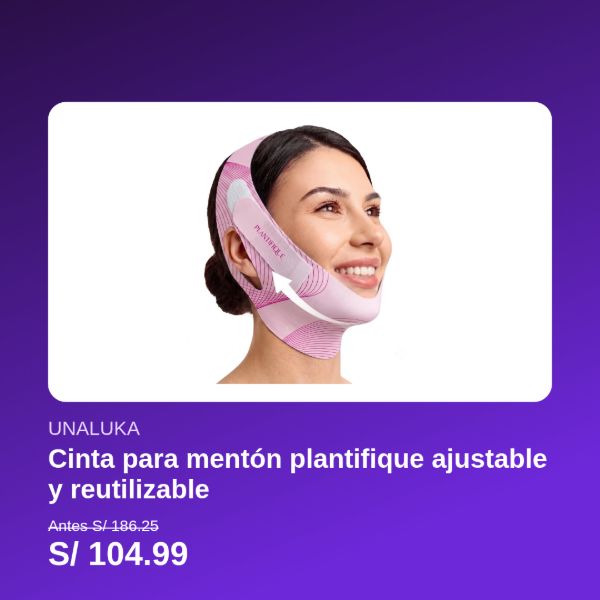 PLANTIFIQUE
UNALUKA
Cinta para mentón plantifique ajustable
y reutilizable
Antes S/ 186.25
S/ 104.99